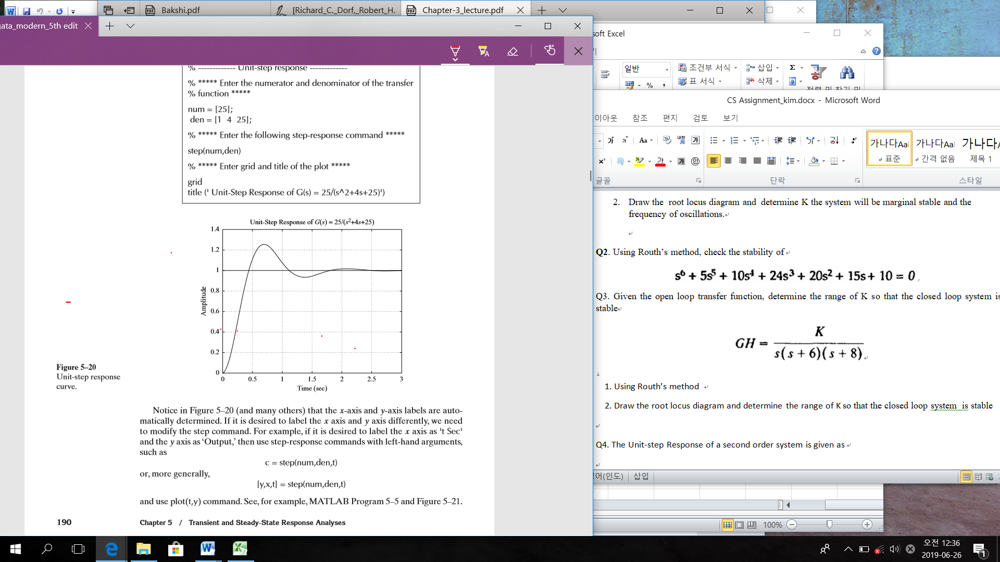 Bakshi.pdf
[Richard_C._Dorf,_Robert_H.
Chapter-3_lecture.pdf
gata_modern_5th edit
% ------------- Unit-step response -------------
% ***** Enter the numerator and denominator of the transfer
% function *****
num = [25];
den = [1 4 25];
% ***** Enter the following step-response command *****
step(num,den)
% ***** Enter grid and title of the plot *****
grid
title (' Unit-Step Response of G(s) = 25/(s^2+4s+25)')
Unit-Step Response of G(s) = 25/(s²+4s+25)
1.4
1.2
1
0.8
0.6
0.4
0.2
0
Amplitude
0 0.5 1 1.5 2 2.5 3
Time (sec)
Figure 5–20
Unit-step response
curve.
Notice in Figure 5–20 (and many others) that the x-axis and y-axis labels are auto-
matically determined. If it is desired to label the x axis and y axis differently, we need
to modify the step command. For example, if it is desired to label the x axis as 't Sec'
and the y axis as ‘Output,’ then use step-response commands with left-hand arguments,
such as
c = step(num,den,t)
or, more generally,
[y,x,t] = step(num,den,t)
and use plot(t,y) command. See, for example, MATLAB Program 5–5 and Figure 5–21.
190 Chapter 5 / Transient and Steady-State Response Analyses
soft Excel
일반
조건부 서식
표 서식
삽입
삭제
CS Assignment_kim.docx - Microsoft Word
이아웃 참조 편지 검토 보기
가나다AaI 가나다AaI 가나다
표준 간격 없음 제목 1
글꼴 단락 스타일
2. Draw the root locus diagram and determine K the system will be marginal stable and the
frequency of oscillations.
Q2. Using Routh’s method, check the stability of
s⁶ + 5s⁵ + 10s⁴ + 24s³ + 20s² + 15s + 10 = 0
Q3. Given the open loop transfer function, determine the range of K so that the closed loop system is
stable
GH = K / s(s + 6)(s + 8)
1. Using Routh’s method
2. Draw the root locus diagram and determine the range of K so that the closed loop system is stable
Q4. The Unit-step Response of a second order system is given as
어(인도) 삽입
100%
오전 12:36
2019-06-26
1